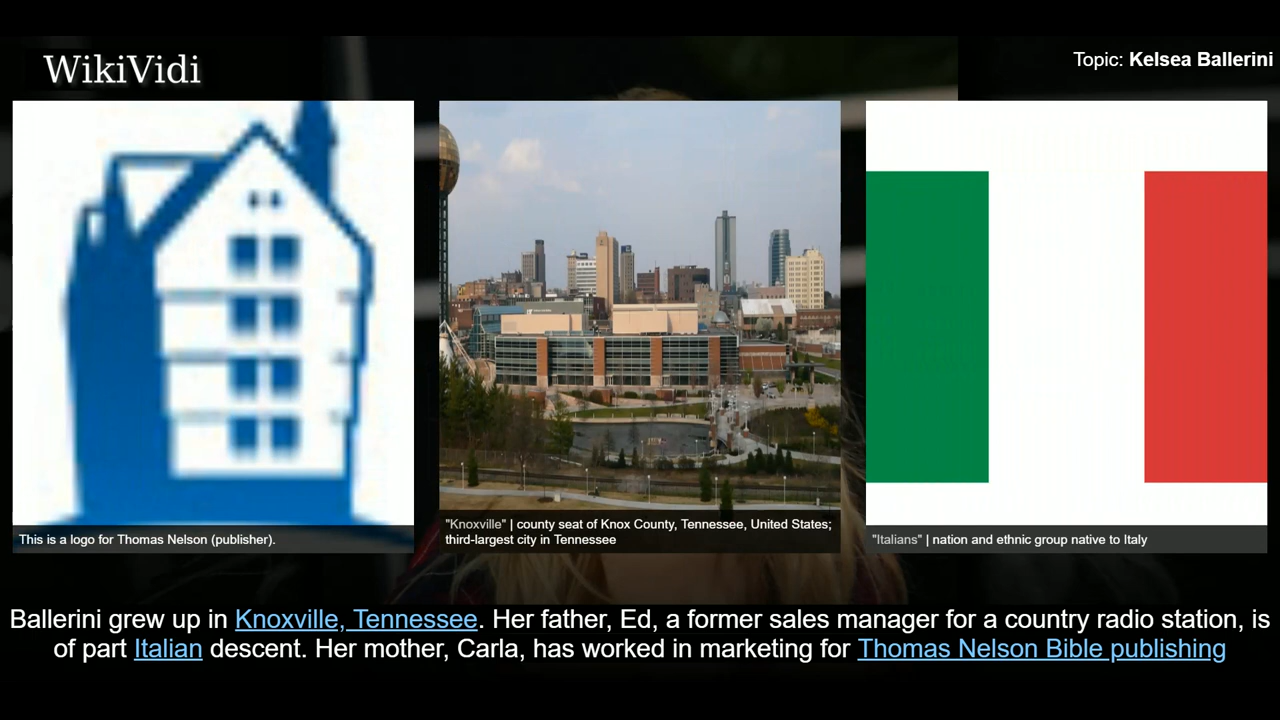 WikiVidi
Topic: Kelsea Ballerini
This is a logo for Thomas Nelson (publisher).
"Knoxville" | county seat of Knox County, Tennessee, United States;
third-largest city in Tennessee
"Italians" | nation and ethnic group native to Italy
Ballerini grew up in Knoxville, Tennessee. Her father, Ed, a former sales manager for a country radio station, is
of part Italian descent. Her mother, Carla, has worked in marketing for Thomas Nelson Bible publishing